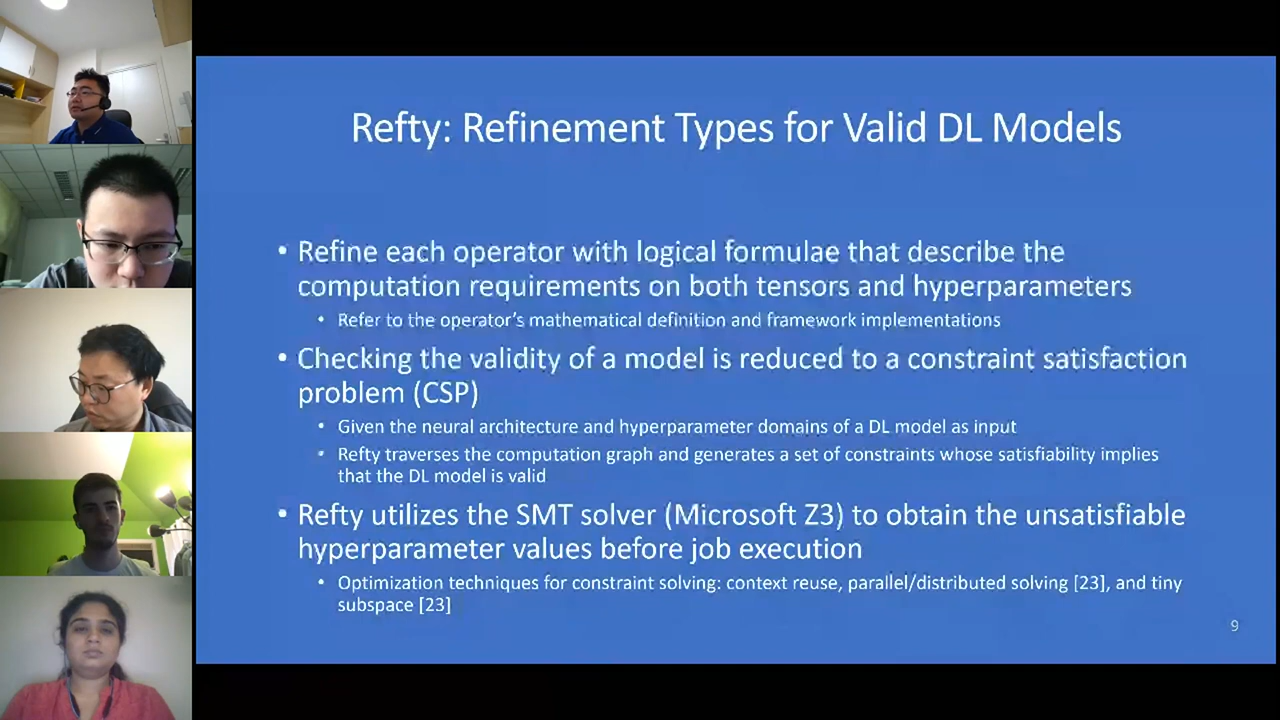 Refty: Refinement Types for Valid DL Models
• Refine each operator with logical formulae that describe the
computation requirements on both tensors and hyperparameters
• Refer to the operator's mathematical definition and framework implementations
• Checking the validity of a model is reduced to a constraint satisfaction
problem (CSP)
• Given the neural architecture and hyperparameter domains of a DL model as input
• Refty traverses the computation graph and generates a set of constraints whose satisfiability implies
that the DL model is valid
• Refty utilizes the SMT solver (Microsoft Z3) to obtain the unsatisfiable
hyperparameter values before job execution
• Optimization techniques for constraint solving: context reuse, parallel/distributed solving [23], and tiny
subspace [23]
9